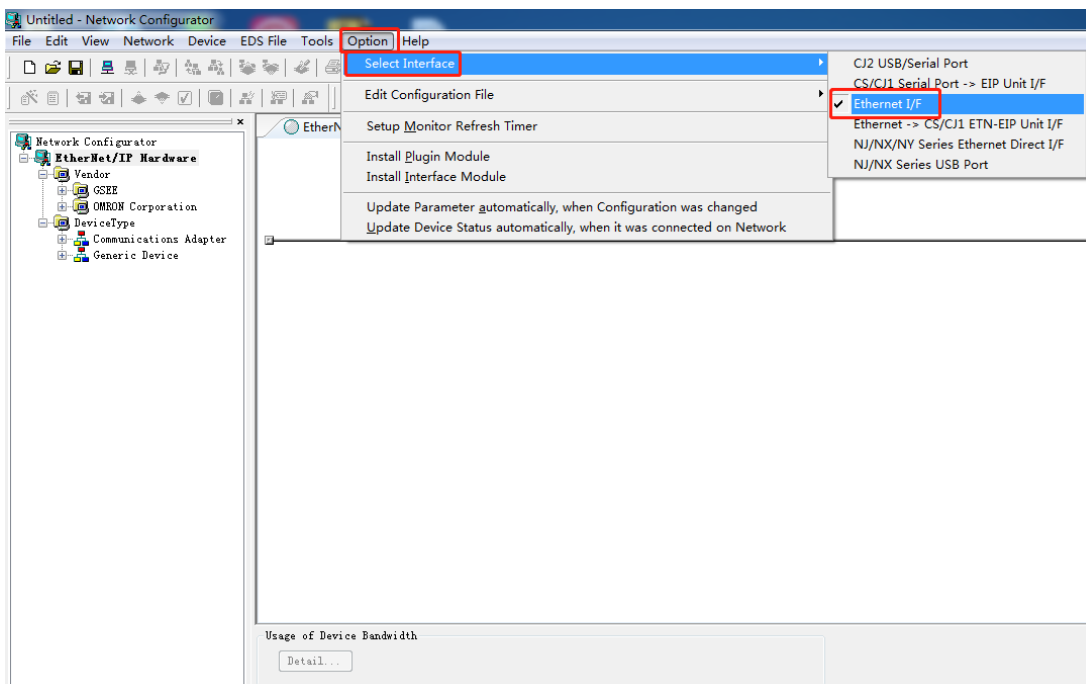 Untitled - Network Configurator
File Edit View Network Device EDS File Tools Option Help
Select Interface
Edit Configuration File
Setup Monitor Refresh Timer
Install Plugin Module
Install Interface Module
Update Parameter automatically, when Configuration was changed
Update Device Status automatically, when it was connected on Network
CJ2 USB/Serial Port
CS/CJ1 Serial Port -> EIP Unit I/F
Ethernet I/F
Ethernet -> CS/CJ1 ETN-EIP Unit I/F
NJ/NX/NY Series Ethernet Direct I/F
NJ/NX Series USB Port
EtherN
Network Configurator
EtherNet/IP Hardware
Vendor
GSEE
OMRON Corporation
DeviceType
Communications Adapter
Generic Device
Usage of Device Bandwidth
Detail...